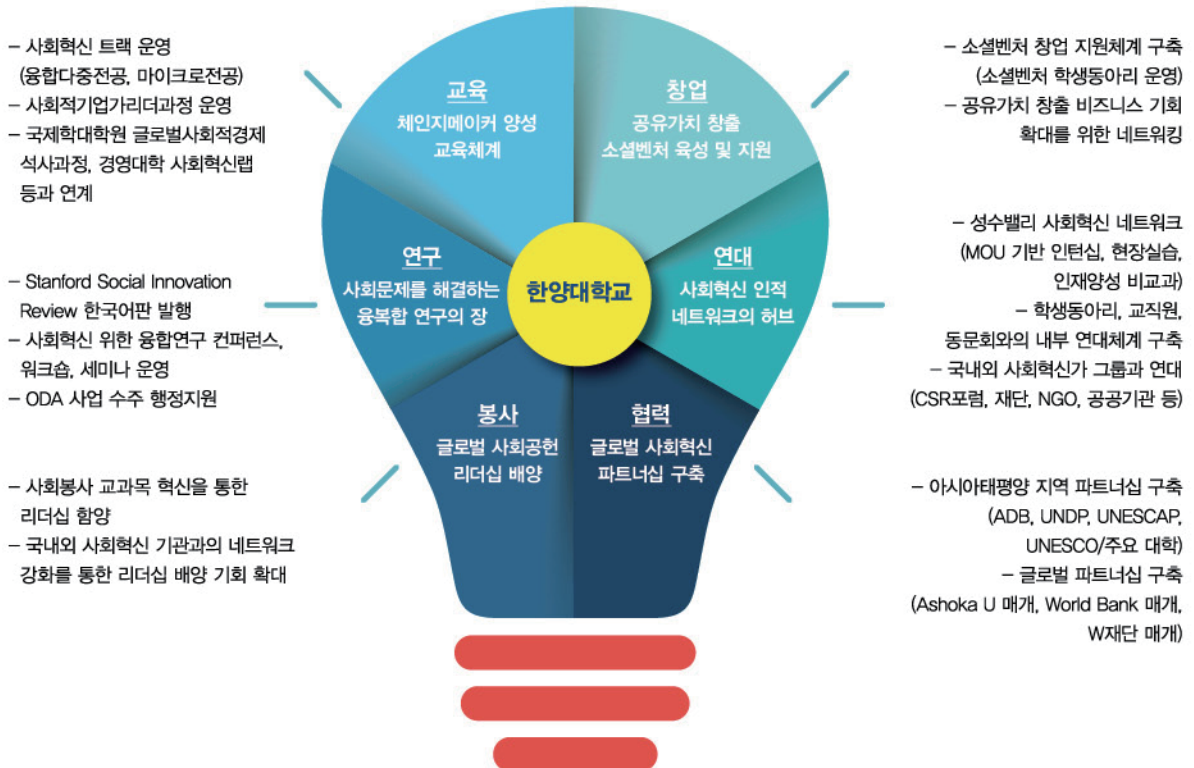 – 사회혁신 트랙 운영
(융합다중전공, 마이크로전공)
– 사회적기업가리더과정 운영
– 국제학대학원 글로벌사회적경제
석사과정, 경영대학 사회혁신랩
등과 연계
– Stanford Social Innovation
Review 한국어판 발행
– 사회혁신 위한 융합연구 컨퍼런스,
워크숍, 세미나 운영
– ODA 사업 수주 행정지원
– 사회봉사 교과목 혁신을 통한
리더십 함양
– 국내외 사회혁신 기관과의 네트워크
강화를 통한 리더십 배양 기회 확대
교육
체인지메이커 양성
교육체계
창업
공유가치 창출
소셜벤처 육성 및 지원
연구
사회문제를 해결하는
융복합 연구의 장
한양대학교
연대
사회혁신 인적
네트워크의 허브
봉사
글로벌 사회공헌
리더십 배양
협력
글로벌 사회혁신
파트너십 구축
– 소셜벤처 창업 지원체계 구축
(소셜벤처 학생동아리 운영)
– 공유가치 창출 비즈니스 기회
확대를 위한 네트워킹
– 성수밸리 사회혁신 네트워크
(MOU 기반 인턴십, 현장실습,
인재양성 비교과)
– 학생동아리, 교직원,
동문회와의 내부 연대체계 구축
– 국내외 사회혁신가 그룹과 연대
(CSR포럼, 재단, NGO, 공공기관 등)
– 아시아태평양 지역 파트너십 구축
(ADB, UNDP, UNESCAP,
UNESCO/주요 대학)
– 글로벌 파트너십 구축
(Ashoka U 매개, World Bank 매개,
W재단 매개)